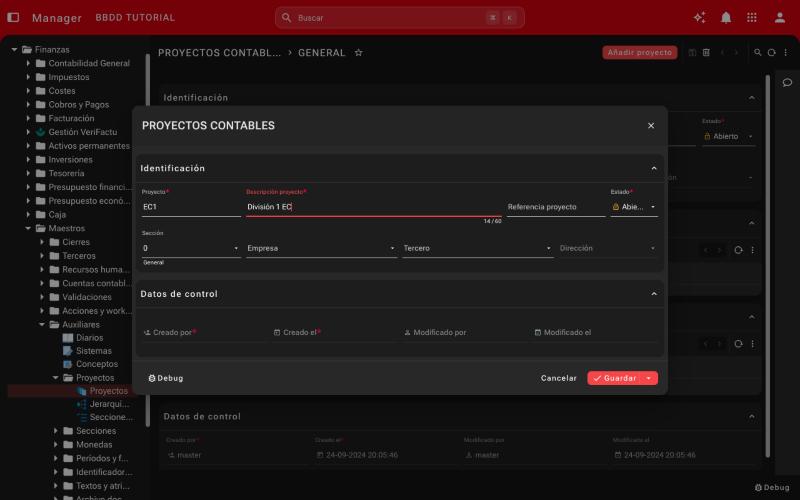 Manager BBDD TUTORIAL Buscar ⌘ K
Finanzas
Contabilidad General
Impuestos
Costes
Cobros y Pagos
Facturación
Gestión VeriFactu
Activos permanentes
Inversiones
Tesorería
Presupuesto financi...
Presupuesto econó...
Caja
Maestros
Cierres
Terceros
Recursos huma...
Cuentas contabl...
Validaciones
Acciones y work...
Auxiliares
Diarios
Sistemas
Conceptos
Proyectos
Proyectos
Jerarquí...
Seccione...
Secciones
Monedas
Períodos y f...
Identificador...
Textos y atri...
Archivo doc...
PROYECTOS CONTABL... > GENERAL Añadir proyecto
Identificación
Estado*
Abierto
PROYECTOS CONTABLES
Identificación
Proyecto* Descripción proyecto* Estado*
EC1 División 1 EC Referencia proyecto Abie...
14 / 60
Sección
0 Empresa Tercero Dirección
General
Datos de control
Creado por* Creado el* Modificado por Modificado el
Debug Cancelar Guardar
Datos de control
Creado por* Creado el* Modificado por Modificado el
master 24-09-2024 20:05:46 master 24-09-2024 20:05:46
Debug